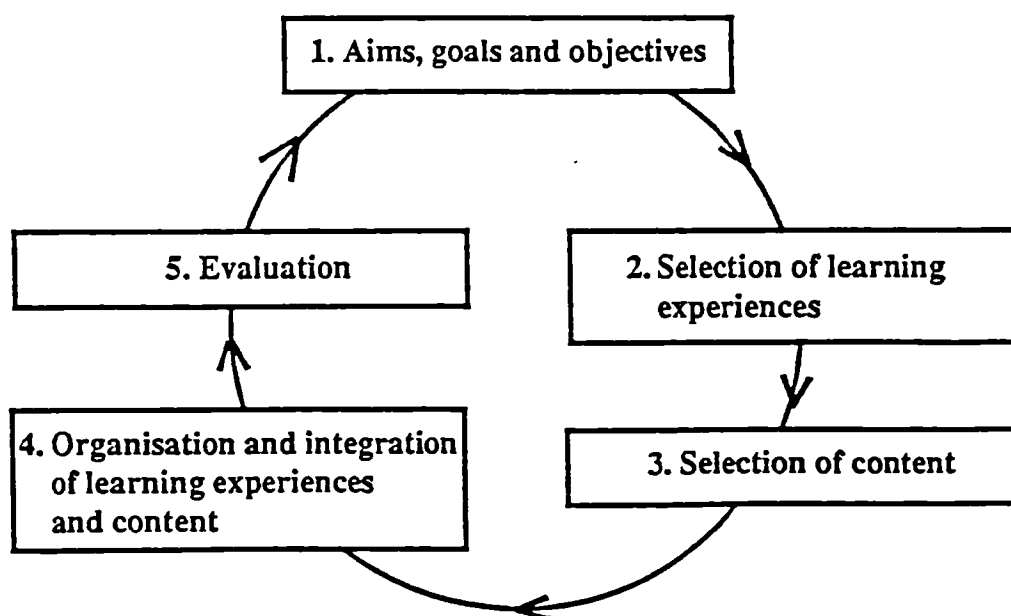 1. Aims, goals and objectives
2. Selection of learning
experiences
3. Selection of content
4. Organisation and integration
of learning experiences
and content
5. Evaluation